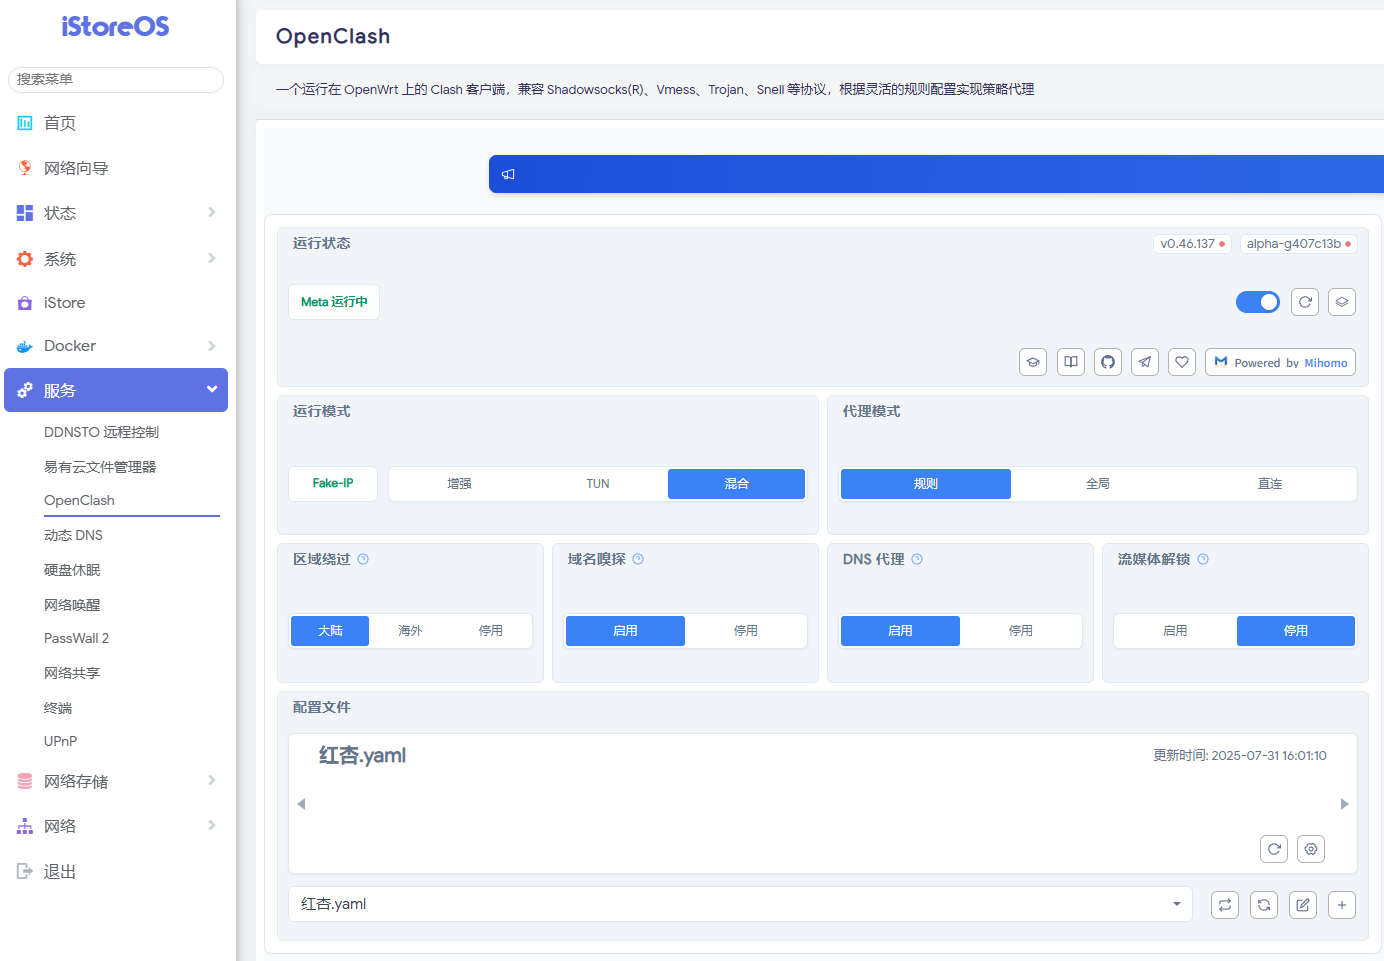 iStoreOS
搜索菜单
首页
网络向导
状态
系统
iStore
Docker
服务
DDNSTO 远程控制
易有云文件管理器
OpenClash
动态 DNS
硬盘休眠
网络唤醒
PassWall 2
网络共享
终端
UPnP
网络存储
网络
退出
OpenClash
一个运行在 OpenWrt 上的 Clash 客户端，兼容 Shadowsocks(R)、Vmess、Trojan、Snell 等协议，根据灵活的规则配置实现策略代理
运行状态
v0.46.137
alpha-g407c13b
Meta 运行中
Powered by Mihomo
运行模式
Fake-IP
增强
TUN
混合
代理模式
规则
全局
直连
区域绕过
大陆
海外
停用
域名嗅探
启用
停用
DNS 代理
启用
停用
流媒体解锁
启用
停用
配置文件
红杏.yaml
更新时间: 2025-07-31 16:01:10
红杏.yaml